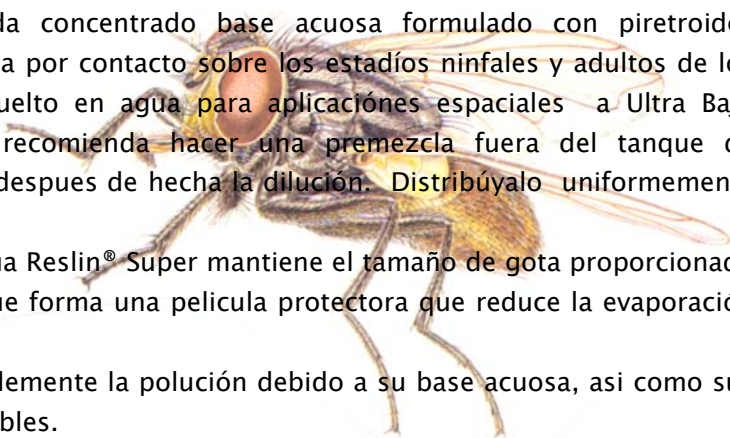 da concentrado base acuosa formulado con piretroide
a por contacto sobre los estadíos ninfales y adultos de lo
uelto en agua para aplicaciónes espaciales a Ultra Baj
recomienda hacer una premezcla fuera del tanque d
despues de hecha la dilución. Distribúyalo uniformemen
ua Reslin® Super mantiene el tamaño de gota proporcionad
ue forma una pelicula protectora que reduce la evaporació
lemente la polución debido a su base acuosa, asi como su
bles.